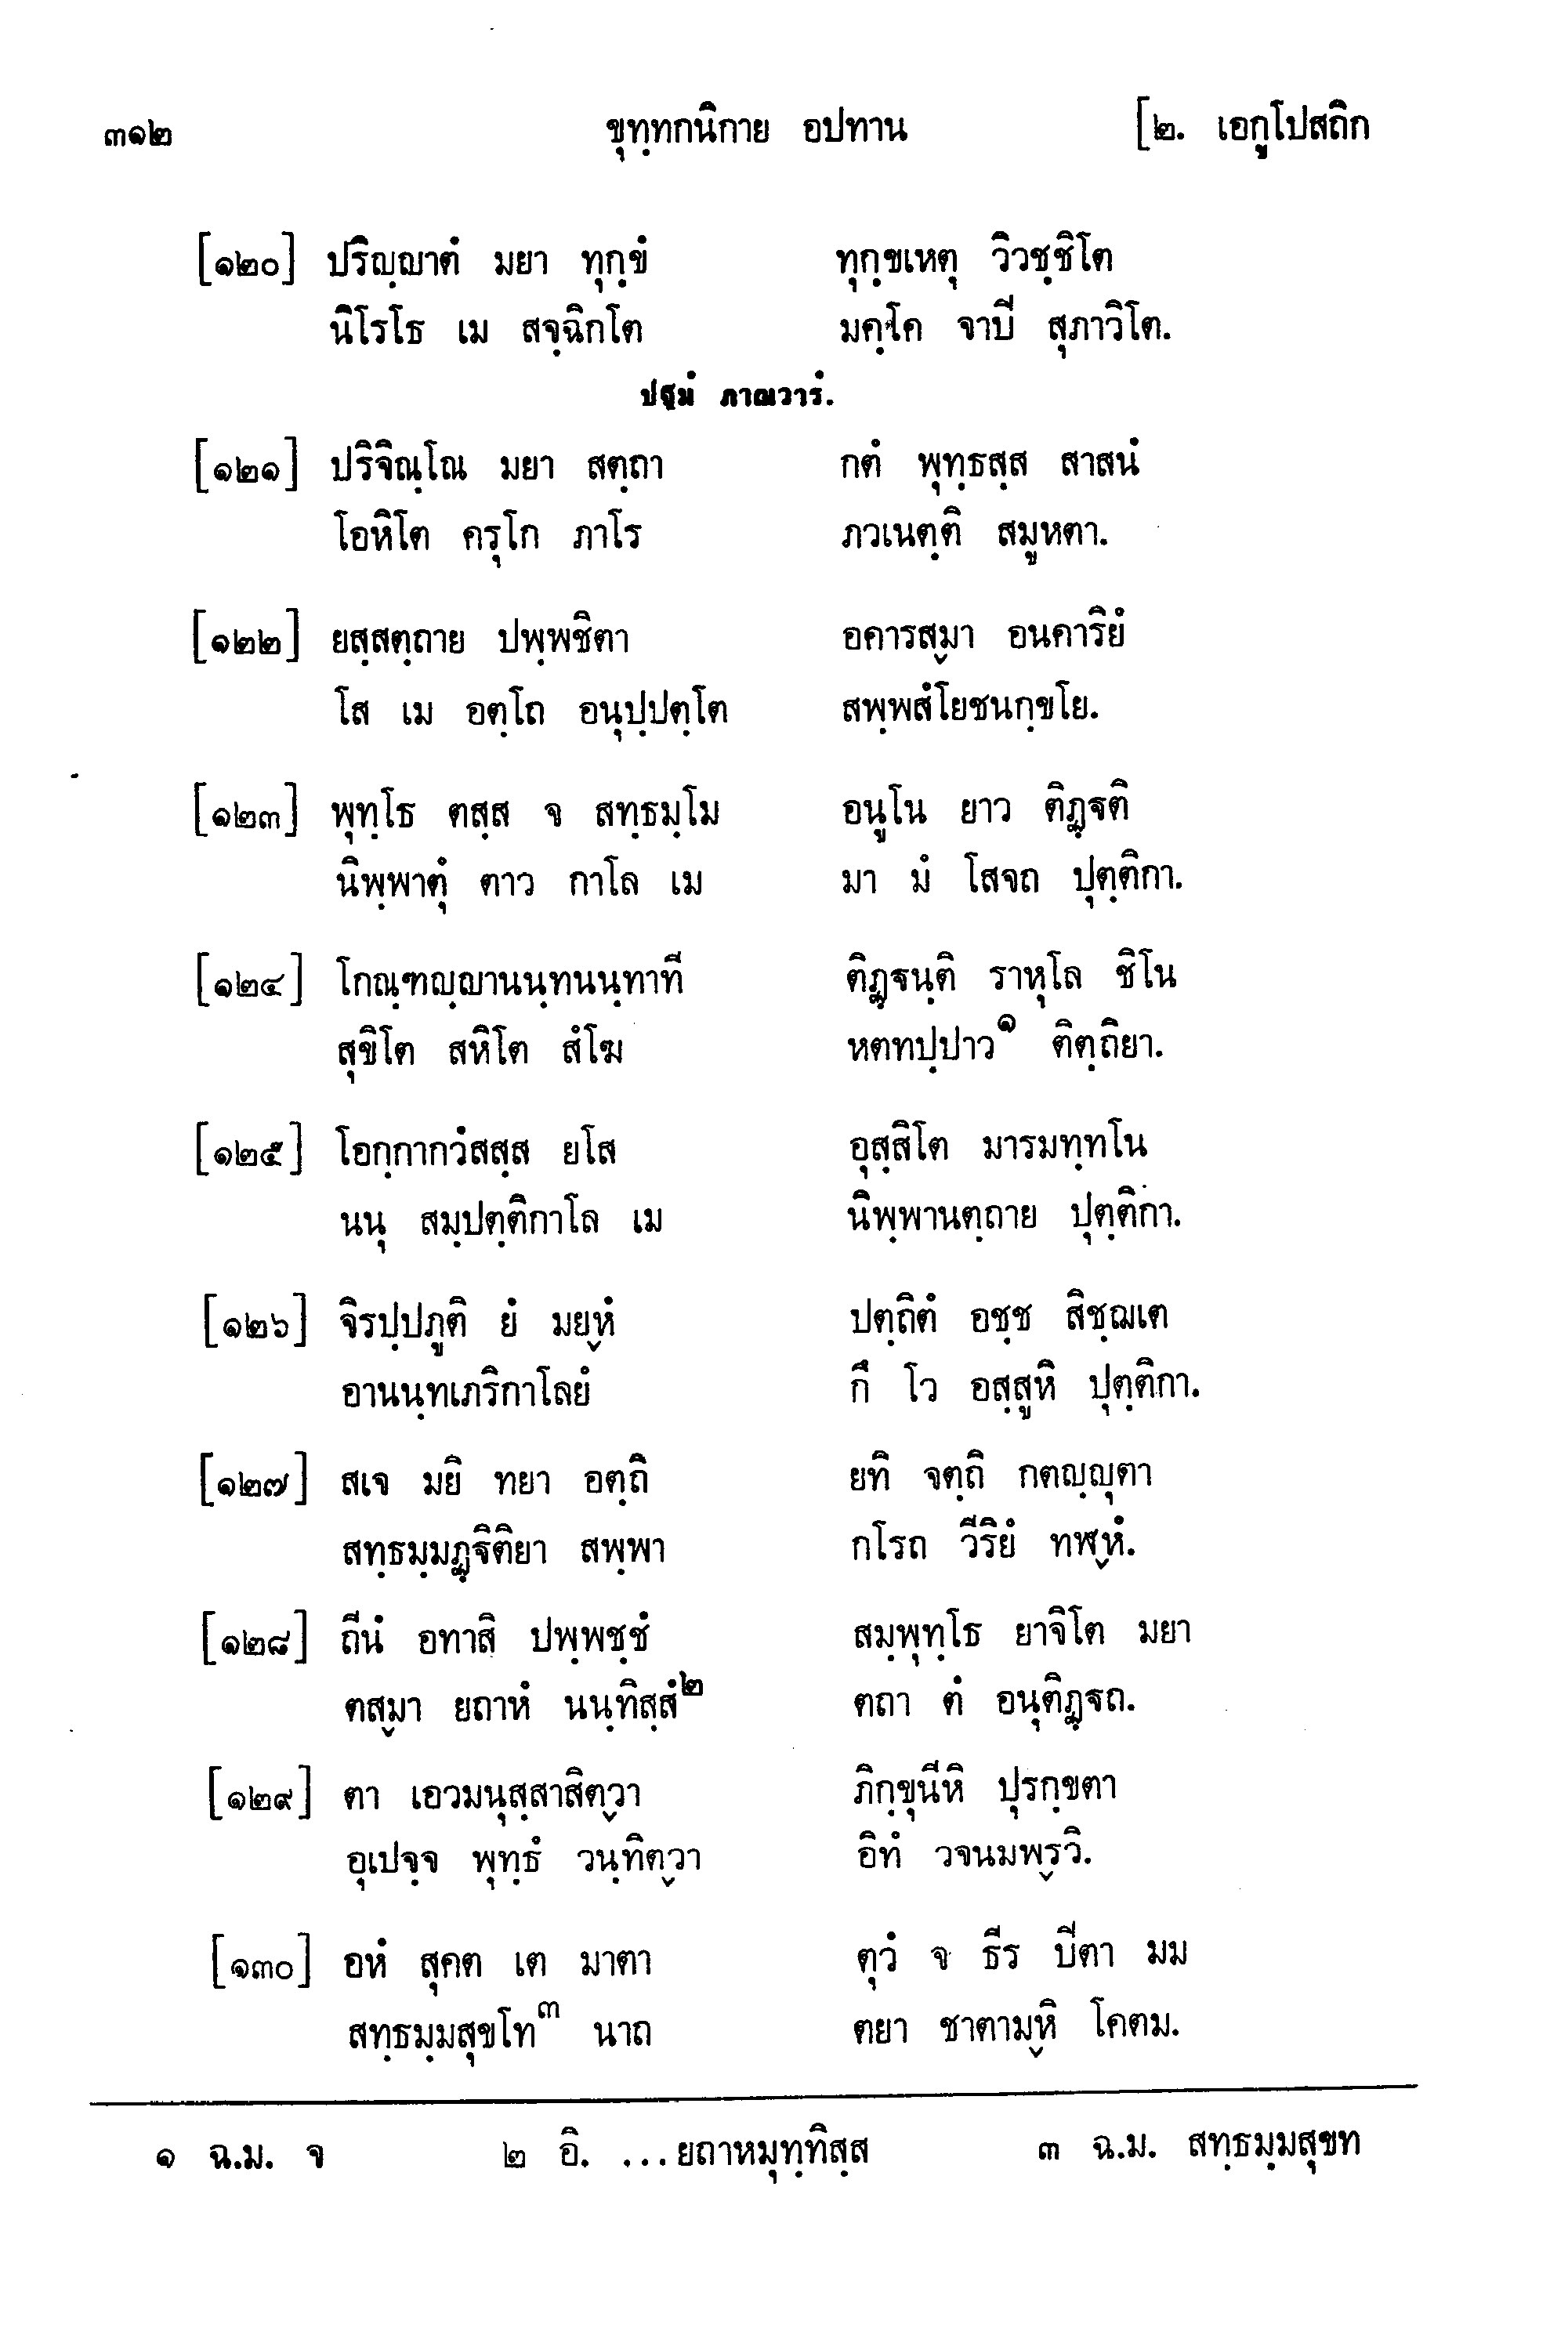 ๓๑๒ ขุทฺทกนิกาย อปทาน [๒. เอกูโปสถิก
[๑๒๐] ปริญฺญาตํ มยา ทุกฺขํ ทุกฺขเหตุ วิวชฺชิโต
นิโรโธ เม สจฺฉิกโต มคฺโค จาปิ สุภาวิโต.
ปฐมํ ภาณวารํ.
[๑๒๑] ปริจิณฺโณ มยา สตฺถา กตํ พุทฺธสฺส สาสนํ
โอหิโต ครุโก ภาโร ภวเนตฺติ สมูหตา.
[๑๒๒] ยสฺสตฺถาย ปพฺพชิตา อคารสฺมา อนคาริยํ
โส เม อตฺโถ อนุปฺปตฺโต สพฺพสํโยชนกฺขโย.
[๑๒๓] พุทฺโธ ตสฺส จ สทฺธมฺโม อนูโน ยาว ติฏฺฐติ
นิพฺพาตุํ ตาว กาโล เม มา มํ โสจถ ปุตฺติกา.
[๑๒๔] โกณฺฑญฺญานนฺทนนฺทาที ติฏฺฐนฺติ ราหุโล ชิโน
สุขิโต สหิโต สํโฆ หตทปฺปาว๑ ติตฺถิยา.
[๑๒๕] โอกฺกากวํสสฺส ยโส อุสฺสิโต มารมทฺทโน
นนุ สมฺปตฺติกาโล เม นิพฺพานตฺถาย ปุตฺติกา.
[๑๒๖] จิรปฺปภูติ ยํ มยฺหํ ปตฺถิตํ อชฺช สิชฺฌเต
อานนฺทเภริกาโลยํ กึ โว อสฺสูหิ ปุตฺติกา.
[๑๒๗] สเจ มยิ ทยา อตฺถิ ยทิ จตฺถิ กตญฺญุตา
สทฺธมฺมฏฺฐิติยา สพฺพา กโรถ วีริยํ ทฬฺหํ.
[๑๒๘] ถีนํ อทาสิ ปพฺพชฺชํ สมฺพุทฺโธ ยาจิโต มยา
ตสฺมา ยถาหํ นนฺทิสฺสํ๒ ตถา ตํ อนุติฏฺฐถ.
[๑๒๙] ตา เอวมนุสฺสาสิตฺวา ภิกฺขุนีหิ ปุรกฺขตา
อุเปจฺจ พุทฺธํ วนฺทิตฺวา อิทํ วจนมพฺรวิ.
[๑๓๐] อหํ สุคต เต มาตา ตุวํ จ ธีร ปิตา มม
สทฺธมฺมสุขโท๓ นาถ ตยา ชาตามฺหิ โคตม.
๑ ฉ.ม. จ ๒ อิ. ...ยถาหมุทฺทิสฺส ๓ ฉ.ม. สทฺธมฺมสุขท